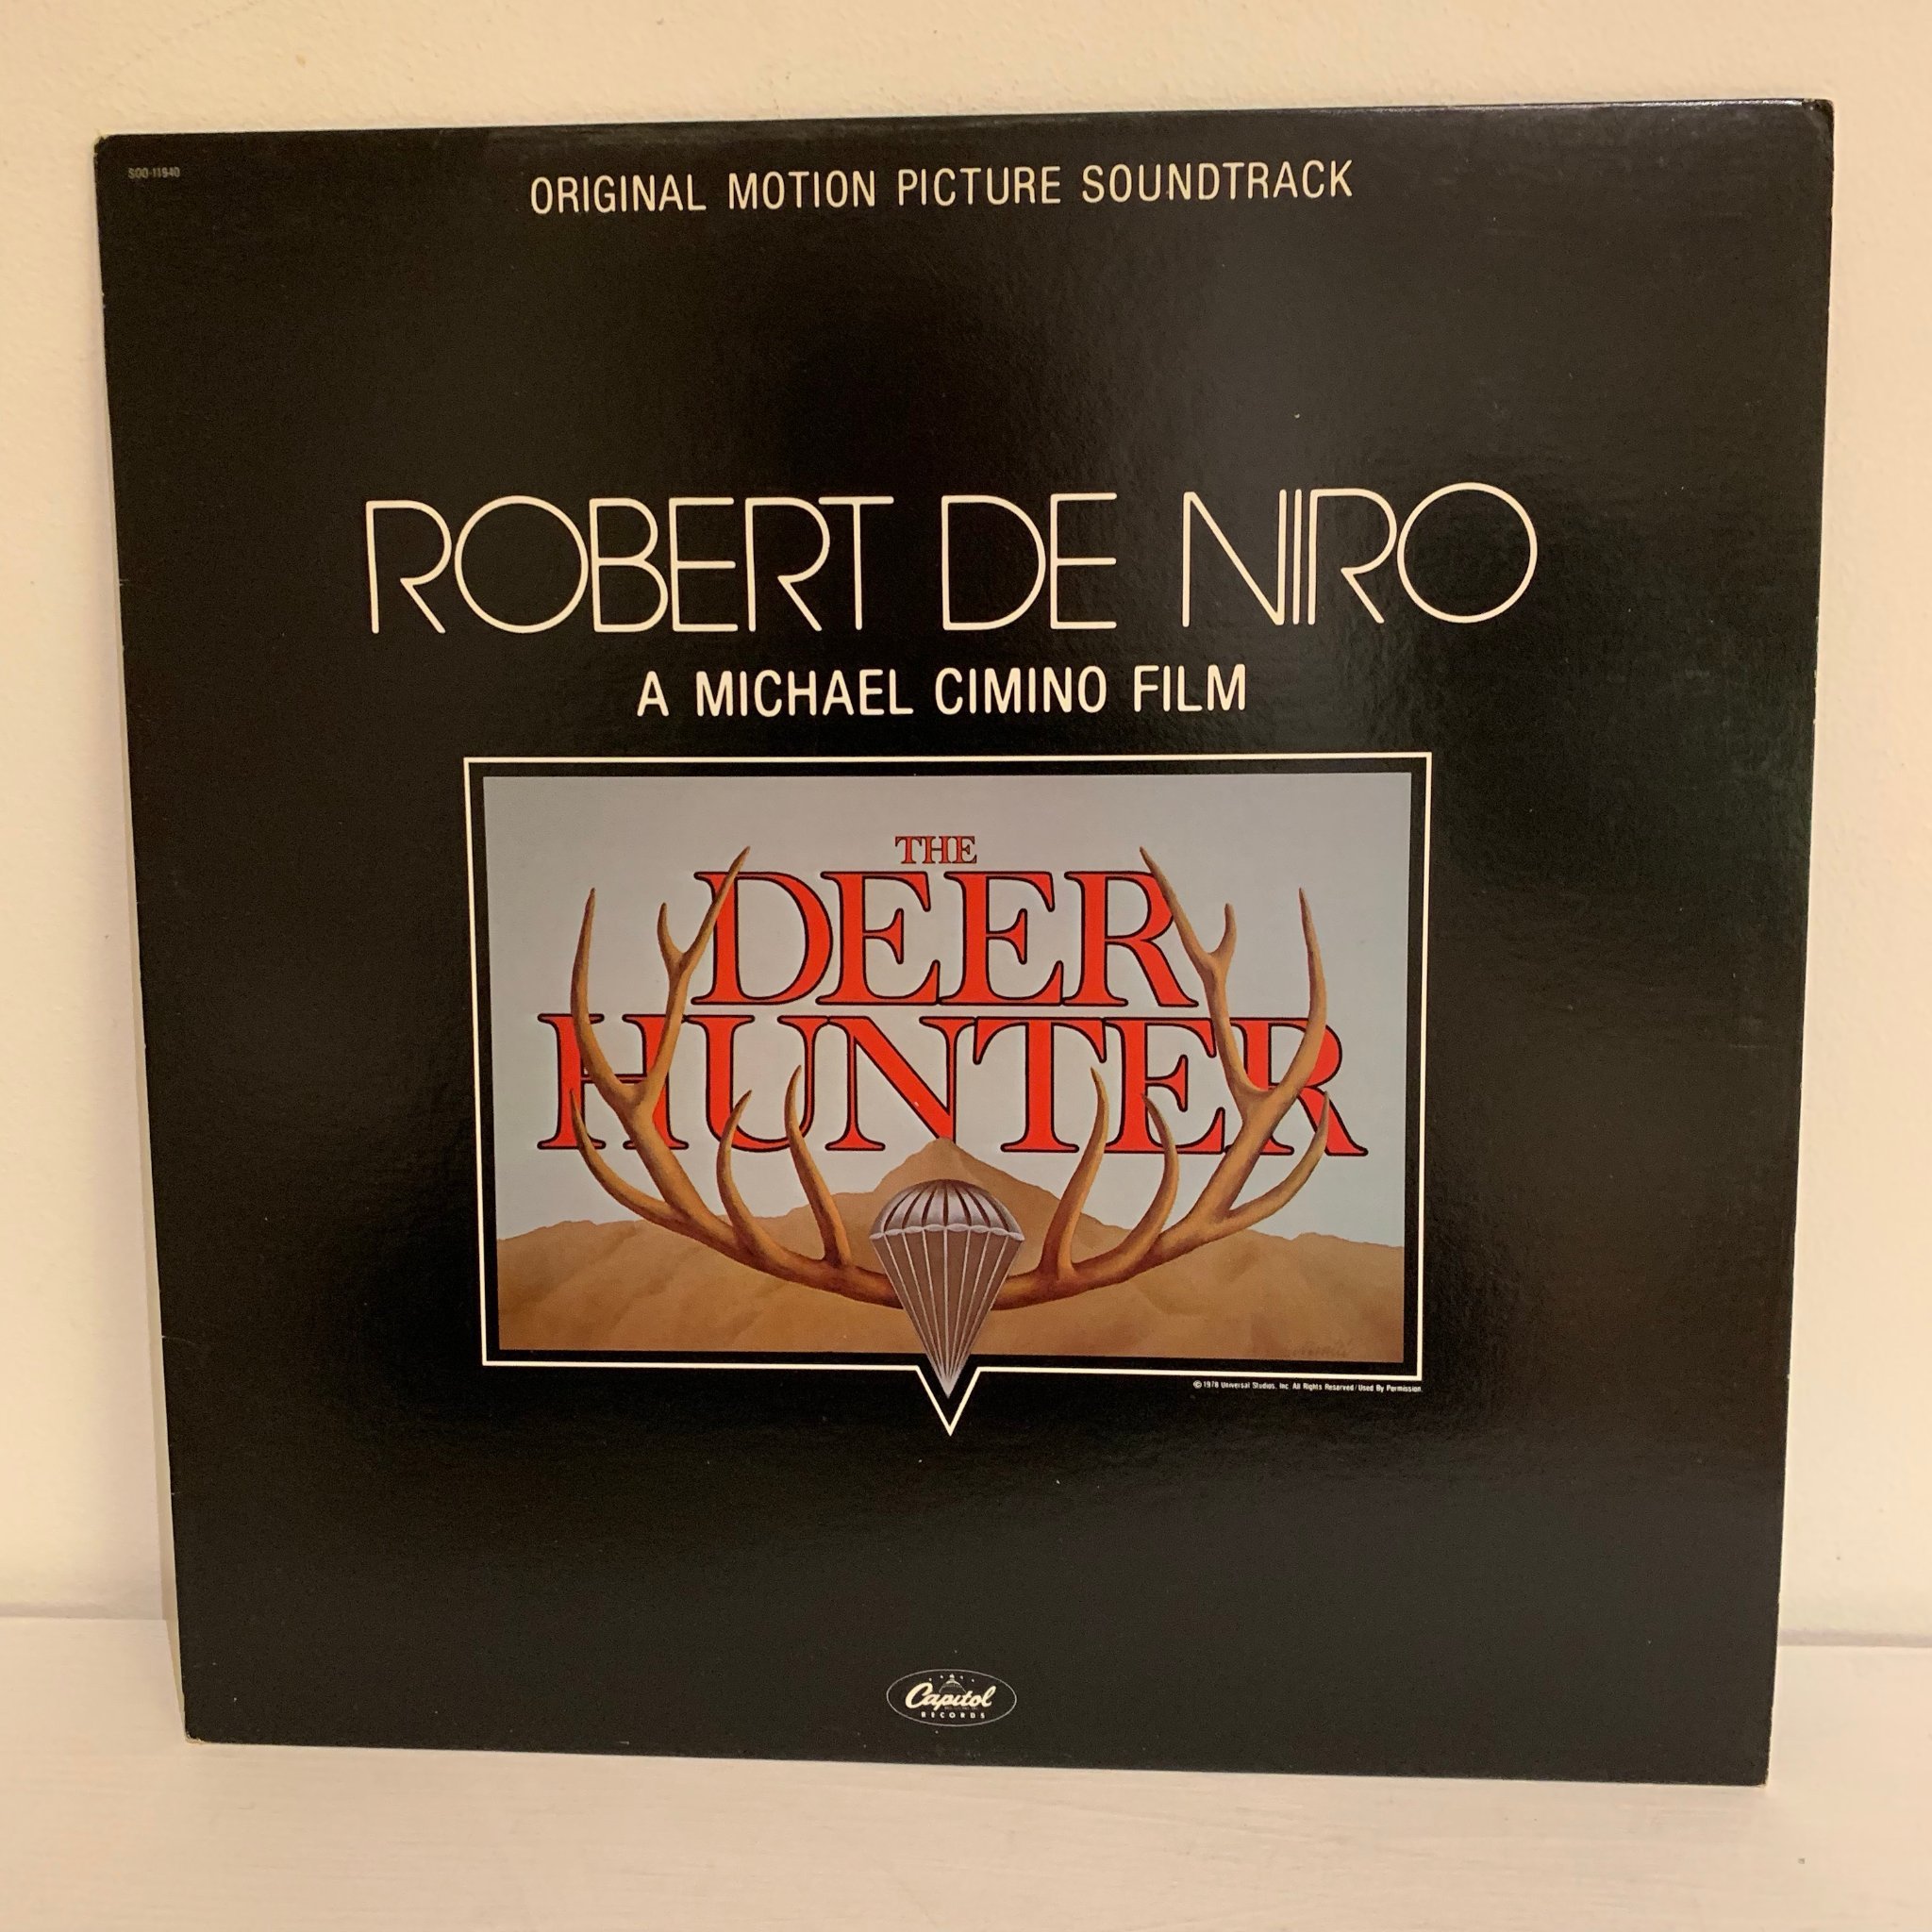 SOO-11940
ORIGINAL MOTION PICTURE SOUNDTRACK
ROBERT DE NIRO
A MICHAEL CIMINO FILM
THE
DEER
HUNTER
© 1978 Universal Studios, Inc. All Rights Reserved/Used By Permission.
Capitol
RECORDS